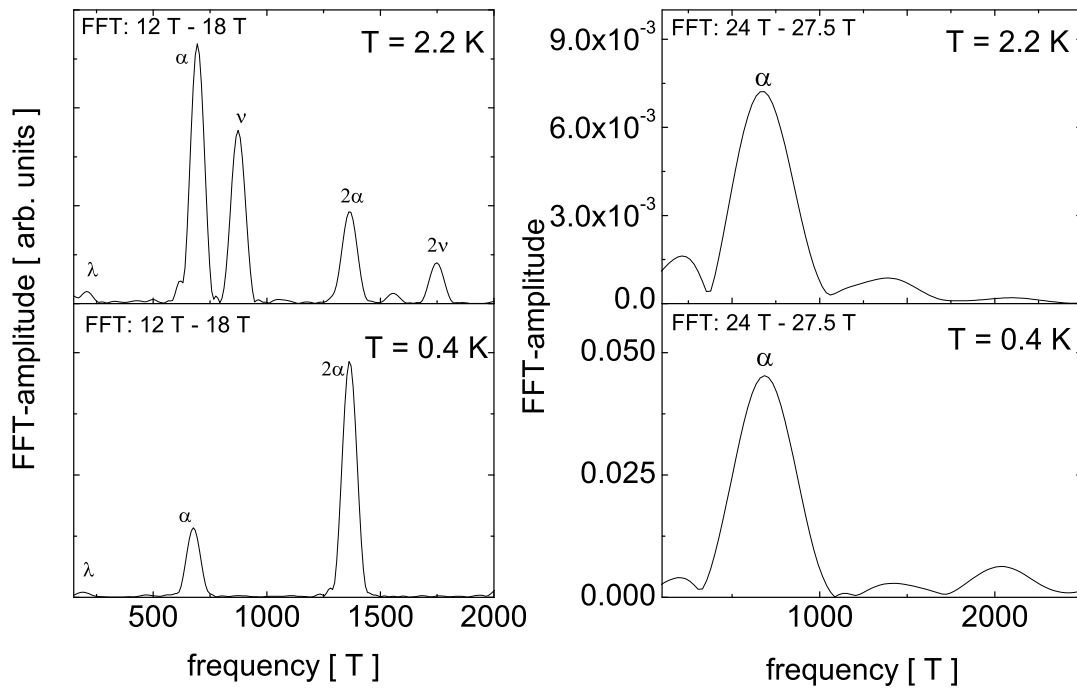 FFT: 12 T - 18 T
T = 2.2 K
α
ν
2α
2ν
λ
FFT: 12 T - 18 T
T = 0.4 K
2α
α
λ
500 1000 1500 2000
frequency [ T ]
FFT-amplitude [ arb. units ]
FFT: 24 T - 27.5 T
T = 2.2 K
9.0x10⁻³
α
6.0x10⁻³
3.0x10⁻³
0.0
FFT: 24 T - 27.5 T
T = 0.4 K
0.050
α
0.025
0.000
1000 2000
frequency [ T ]
FFT-amplitude